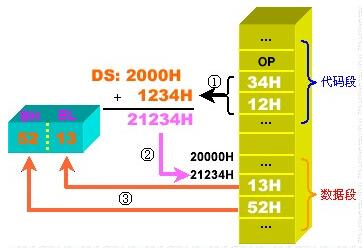 ...
OP
34H
12H
...
代码段
DS: 2000H
+ 1234H
21234H
①
BH BL
52 13
②
20000H
21234H
...
13H
52H
...
数据段
③